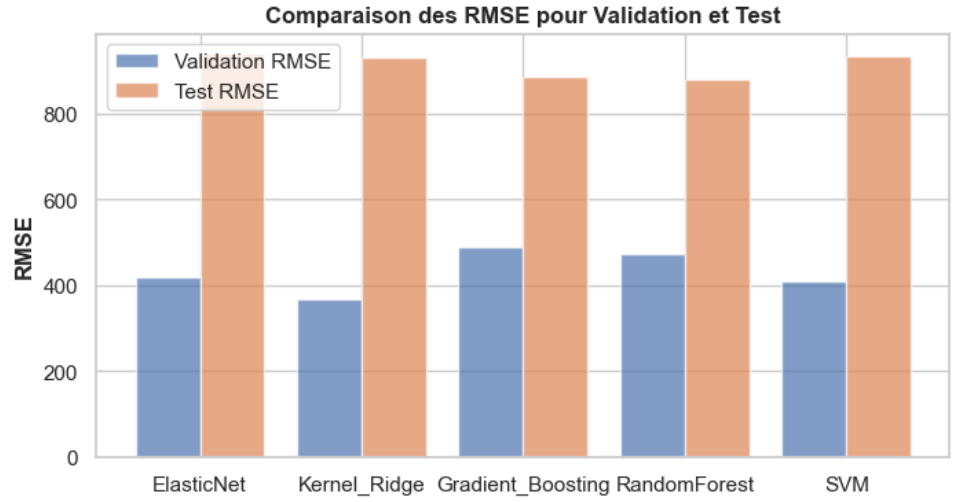 Comparaison des RMSE pour Validation et Test
Validation RMSE
Test RMSE
RMSE
800
600
400
200
0
ElasticNet Kernel_Ridge Gradient_Boosting RandomForest SVM